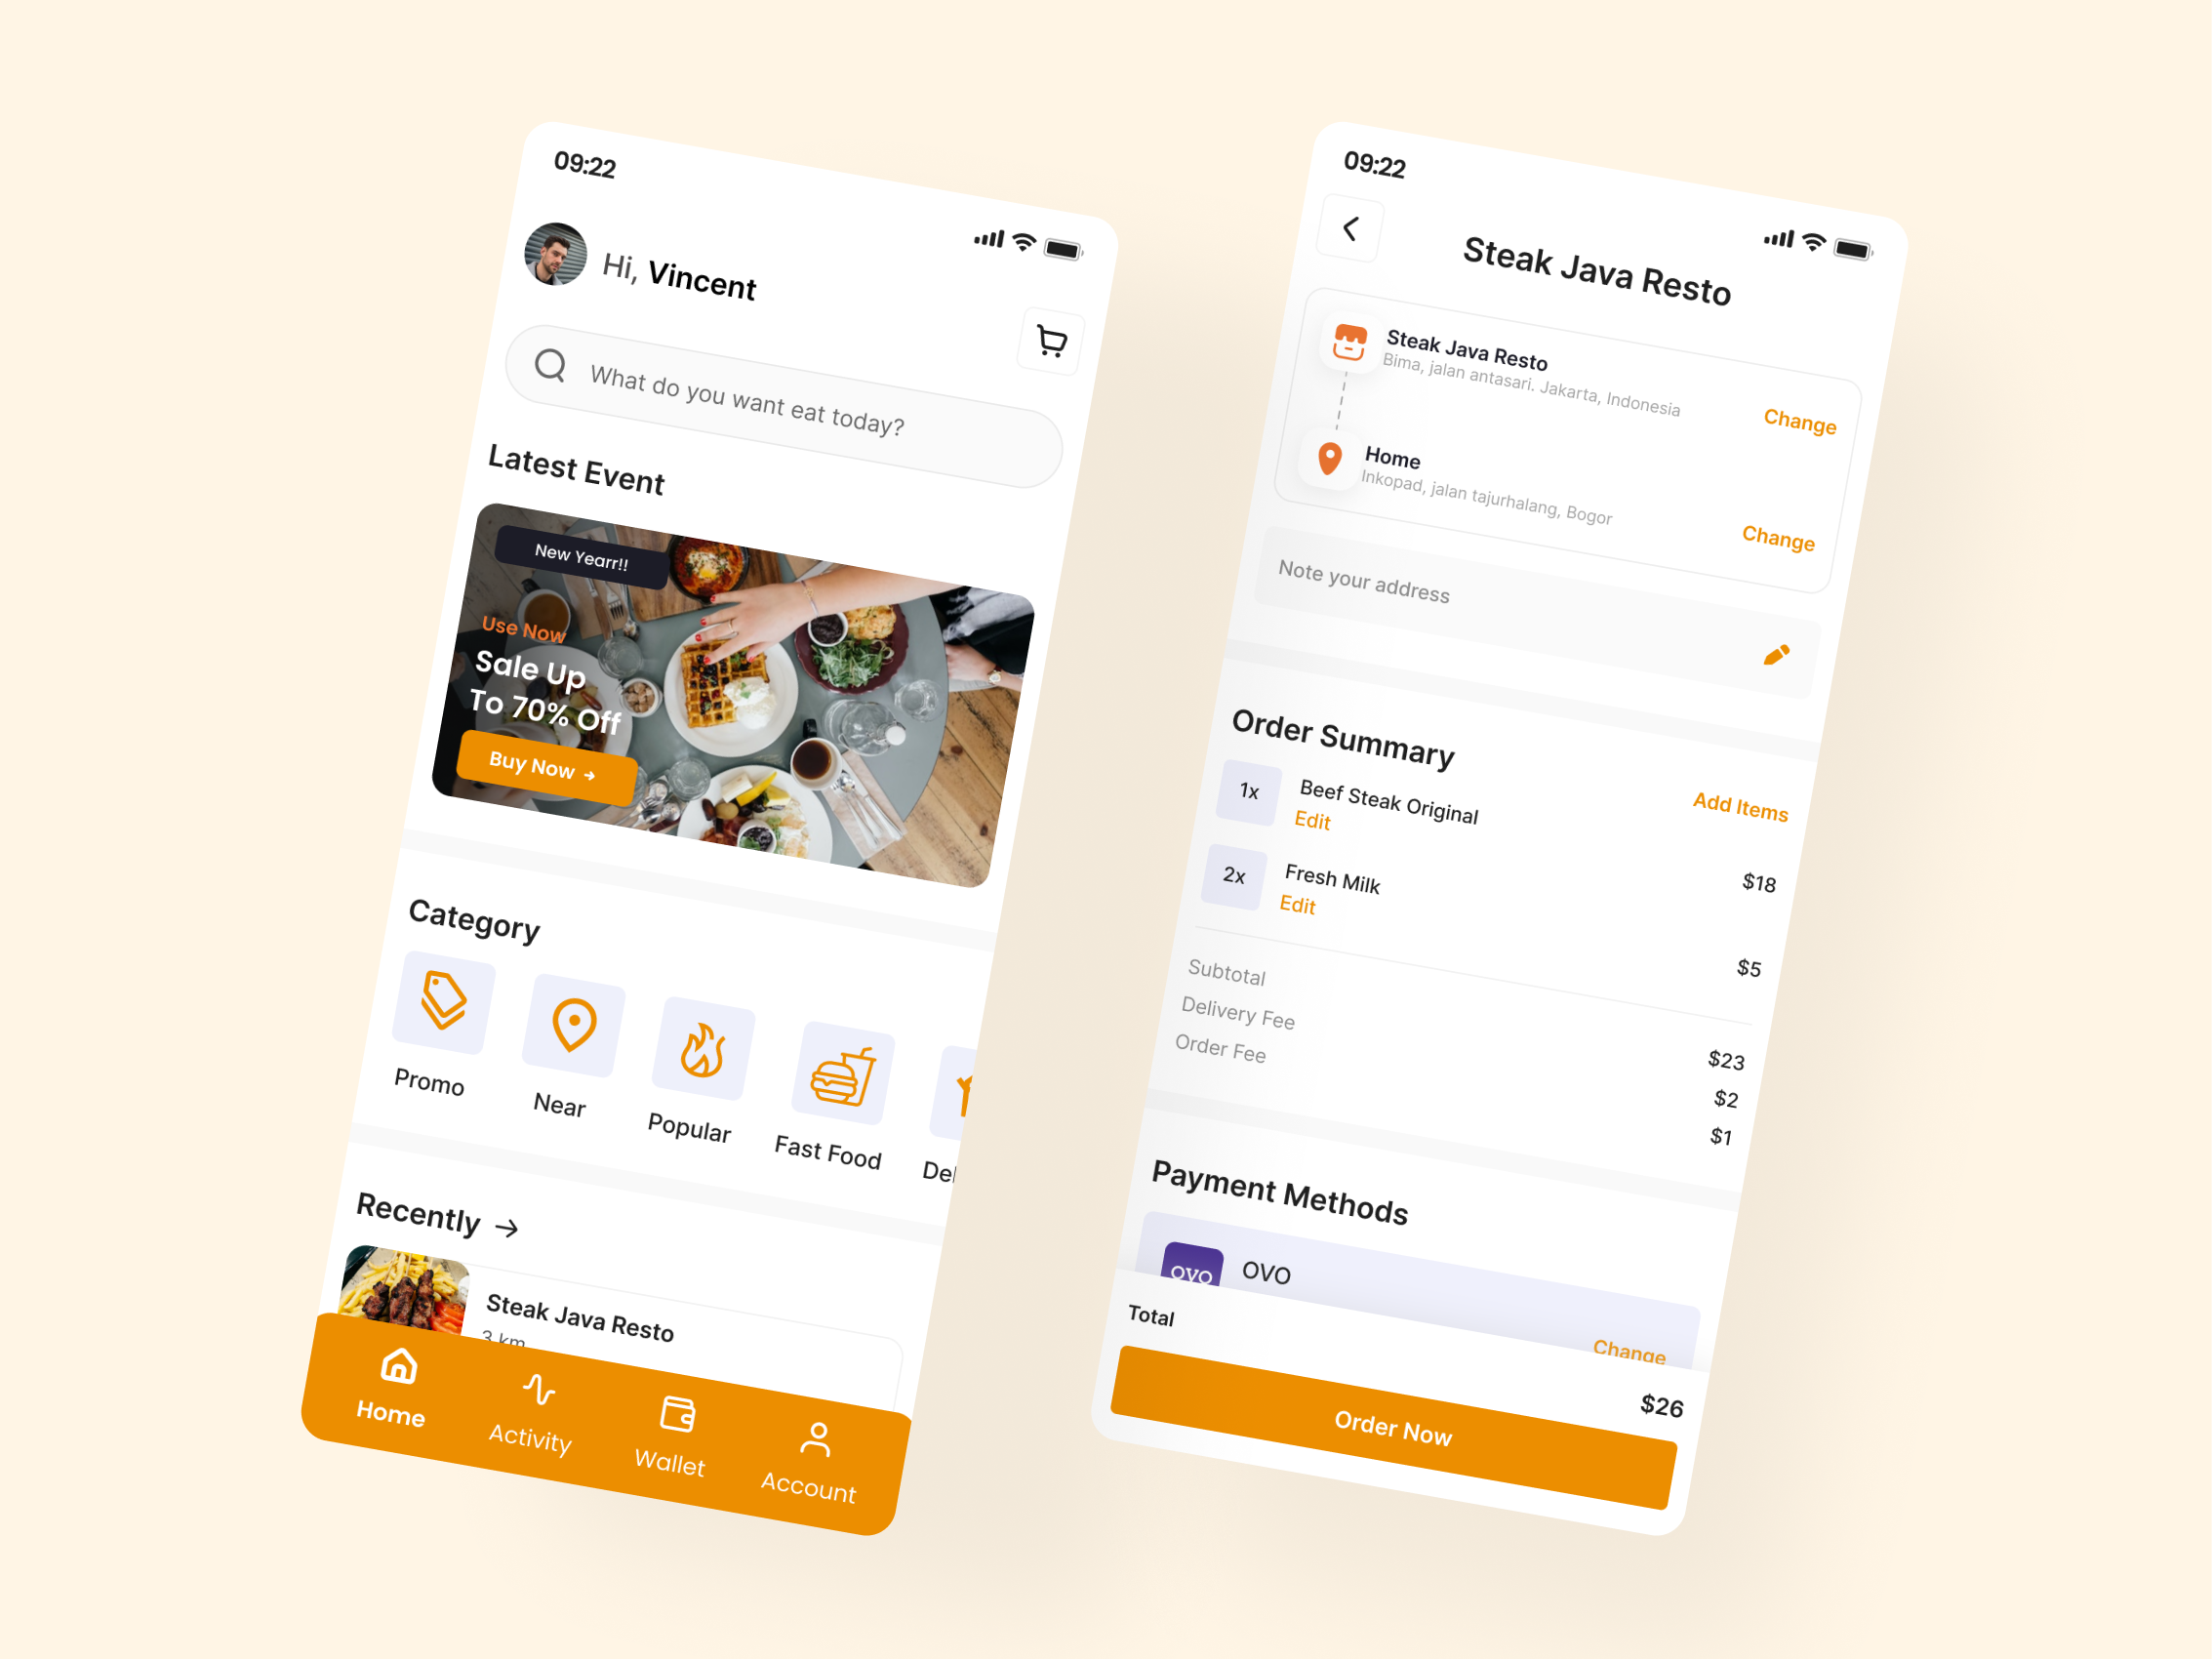 09:22
Hi, Vincent
What do you want eat today?
Latest Event
New Yearr!!
Use Now
Sale Up
To 70% Off
Buy Now
Category
Promo
Near
Popular
Fast Food
Recently
Steak Java Resto
3 km
Home
Activity
Wallet
Account
09:22
Steak Java Resto
Steak Java Resto
Bima, jalan antasari. Jakarta, Indonesia
Change
Home
Inkopad, jalan tajurhalang, Bogor
Change
Note your address
Order Summary
Add Items
1x
Beef Steak Original
Edit
$18
2x
Fresh Milk
Edit
$5
Subtotal
$23
Delivery Fee
$2
Order Fee
$1
Payment Methods
OVO
OVO
Change
Total
$26
Order Now